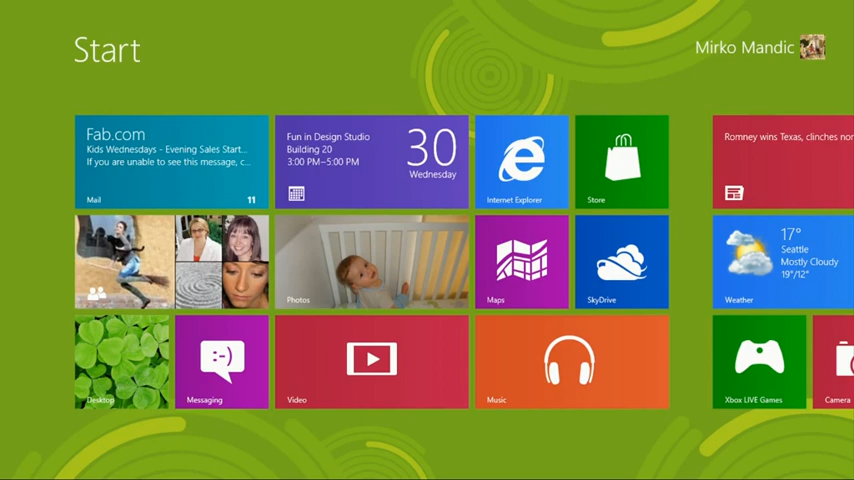 Start
Mirko Mandic
Fab.com
Kids Wednesdays - Evening Sales Start...
If you are unable to see this message, c...
Mail
11
Fun in Design Studio
Building 20
3:00 PM–5:00 PM
30
Wednesday
Internet Explorer
Store
Romney wins Texas, clinches nor
Photos
Maps
SkyDrive
17°
Seattle
Mostly Cloudy
19°/12°
Weather
Desktop
:-)
Messaging
Video
Music
Xbox LIVE Games
Camera